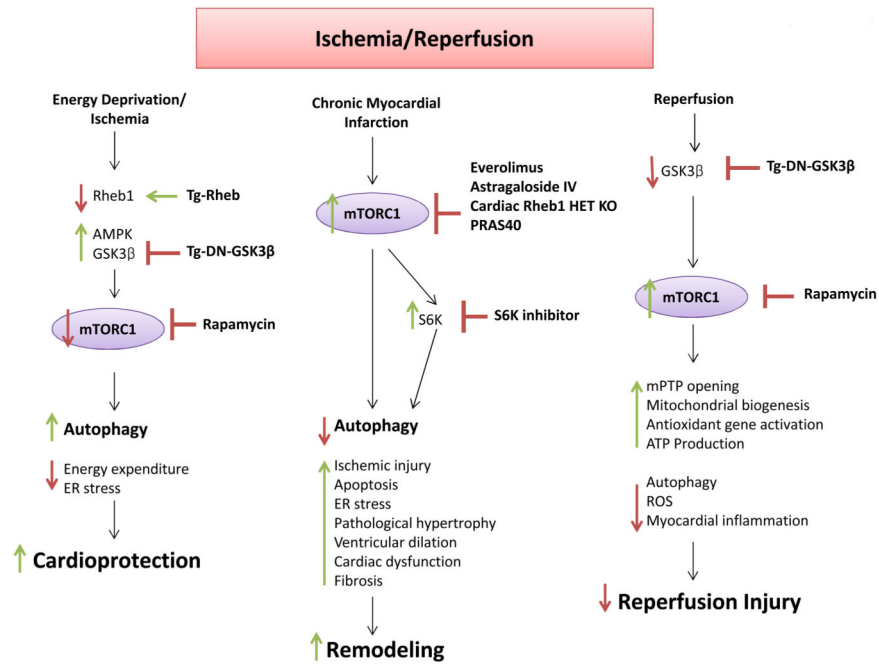 Ischemia/Reperfusion
Energy Deprivation/
Ischemia
Rheb1
Tg-Rheb
AMPK
GSK3β
Tg-DN-GSK3β
mTORC1
Rapamycin
Autophagy
Energy expenditure
ER stress
Cardioprotection
Chronic Myocardial
Infarction
mTORC1
Everolimus
Astragaloside IV
Cardiac Rheb1 HET KO
PRAS40
S6K
S6K inhibitor
Autophagy
Ischemic injury
Apoptosis
ER stress
Pathological hypertrophy
Ventricular dilation
Cardiac dysfunction
Fibrosis
Remodeling
Reperfusion
GSK3β
Tg-DN-GSK3β
mTORC1
Rapamycin
mPTP opening
Mitochondrial biogenesis
Antioxidant gene activation
ATP Production
Autophagy
ROS
Myocardial inflammation
Reperfusion Injury